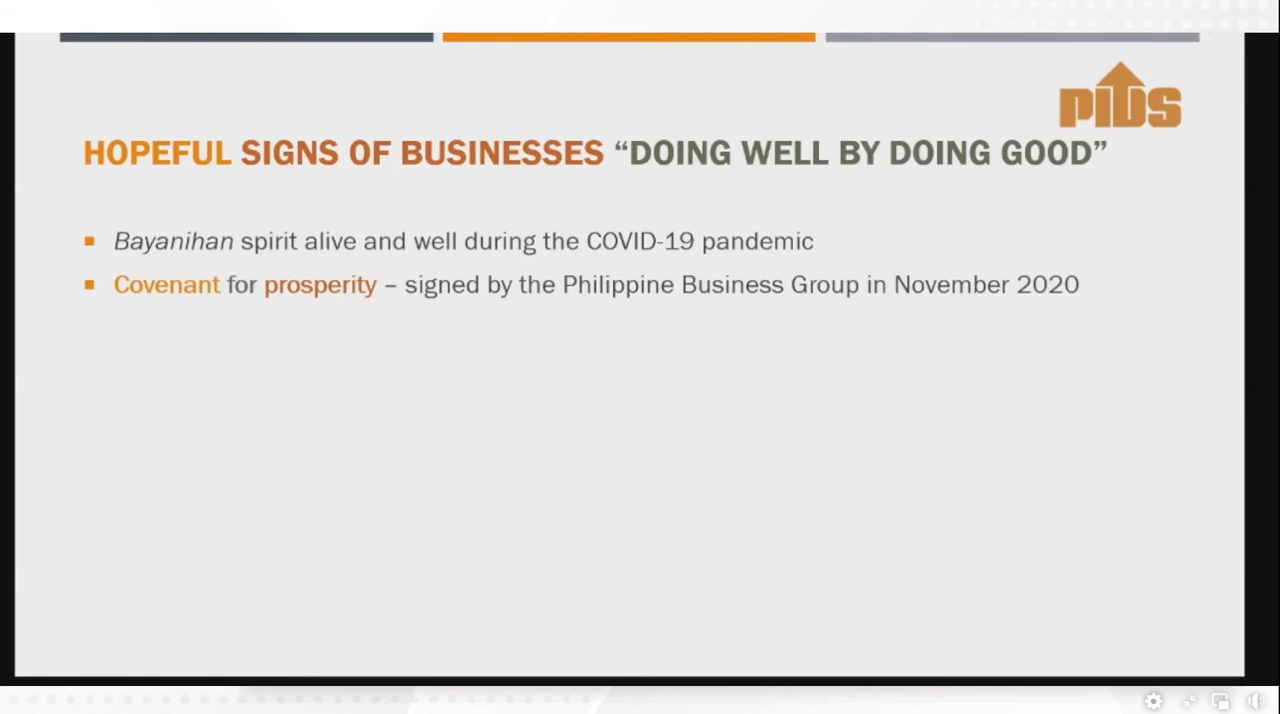 PIDS
HOPEFUL SIGNS OF BUSINESSES “DOING WELL BY DOING GOOD”
Bayanihan spirit alive and well during the COVID-19 pandemic
Covenant for prosperity – signed by the Philippine Business Group in November 2020